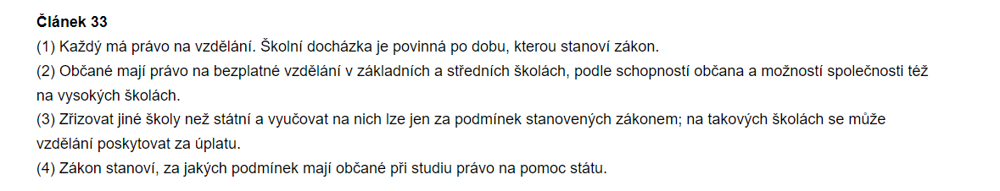 Článek 33
(1) Každý má právo na vzdělání. Školní docházka je povinná po dobu, kterou stanoví zákon.
(2) Občané mají právo na bezplatné vzdělání v základních a středních školách, podle schopností občana a možností společnosti též
na vysokých školách.
(3) Zřizovat jiné školy než státní a vyučovat na nich lze jen za podmínek stanovených zákonem; na takových školách se může
vzdělání poskytovat za úplatu.
(4) Zákon stanoví, za jakých podmínek mají občané při studiu právo na pomoc státu.